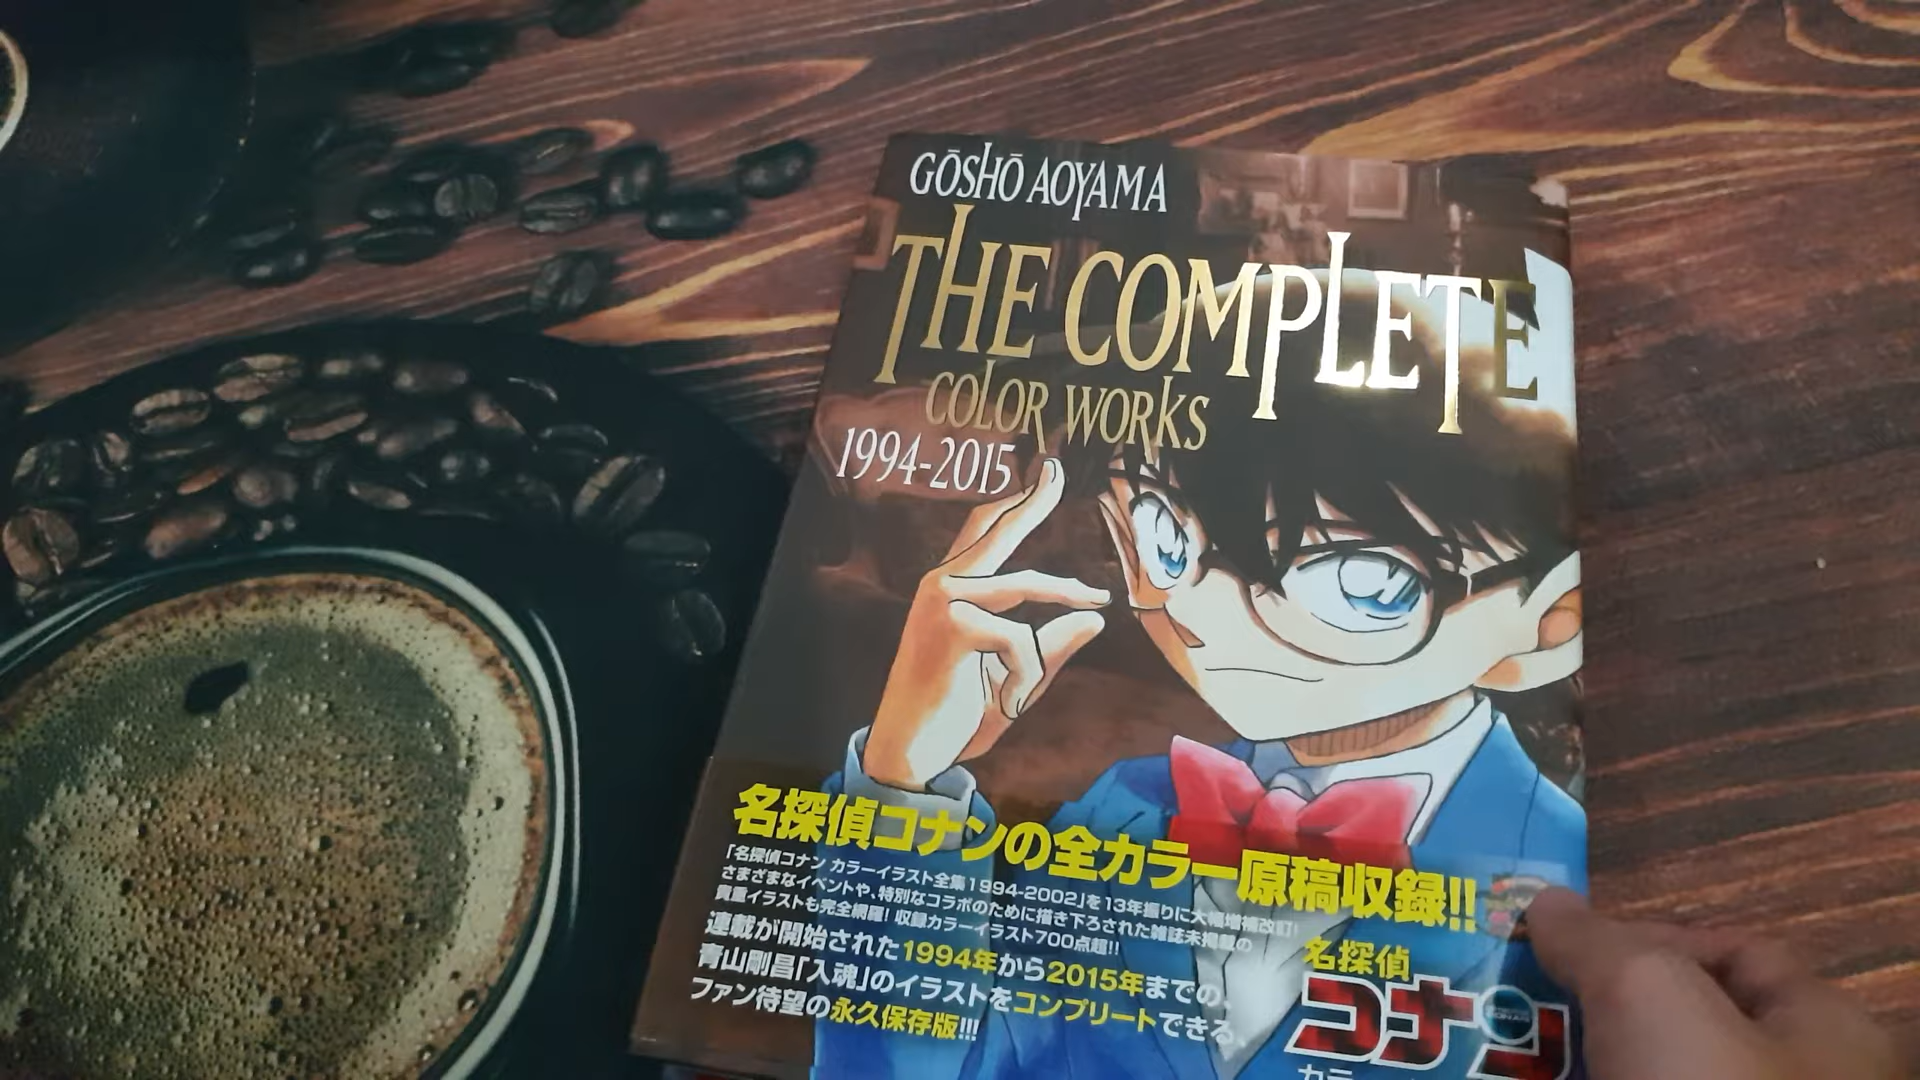 GŌSHŌ AOYAMA
THE COMPLETE
COLOR WORKS
1994-2015
名探偵コナンの全カラー原稿収録!!
「名探偵コナン カラーイラスト全集1994-2002」を13年振りに大幅増補改訂!
さまざまなイベントや、特別なコラボのために描き下ろされた雑誌未掲載の
貴重イラストも完全網羅! 収録カラーイラスト700点超!!
連載が開始された1994年から2015年までの、
青山剛昌「入魂」のイラストをコンプリートできる、
ファン待望の永久保存版!!!
名探偵
コナン
カラー